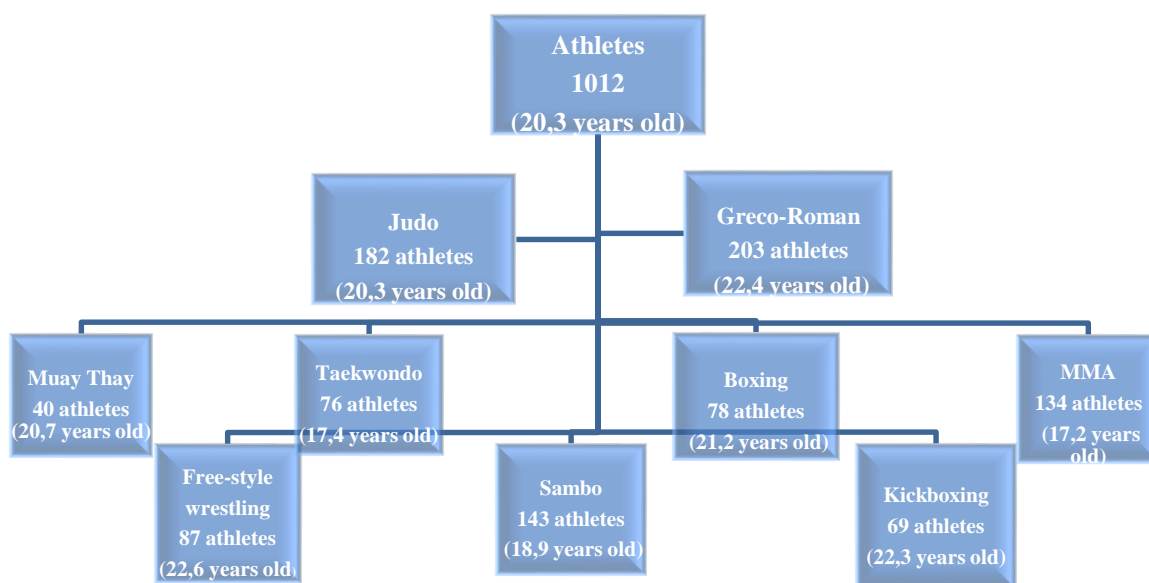 Athletes
1012
(20,3 years old)
Judo
182 athletes
(20,3 years old)
Greco-Roman
203 athletes
(22,4 years old)
Muay Thay
40 athletes
(20,7 years old)
Taekwondo
76 athletes
(17,4 years old)
Boxing
78 athletes
(21,2 years old)
MMA
134 athletes
(17,2 years
old)
Free-style
wrestling
87 athletes
(22,6 years old)
Sambo
143 athletes
(18,9 years old)
Kickboxing
69 athletes
(22,3 years old)